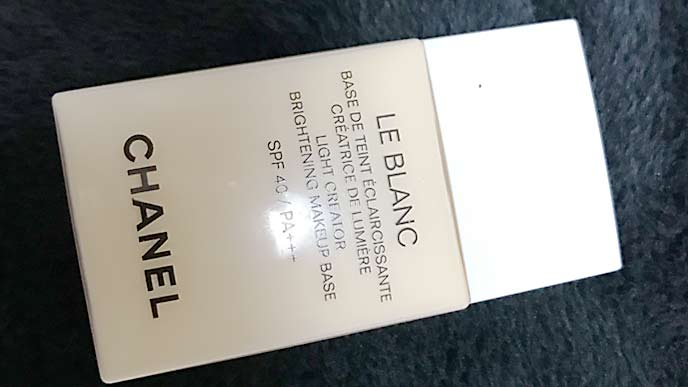 LE BLANC
BASE DE TEINT ÉCLAIRCISSANTE
CRÉATRICE DE LUMIÈRE
LIGHT CREATOR
BRIGHTENING MAKEUP BASE
SPF 40 / PA+++
CHANEL